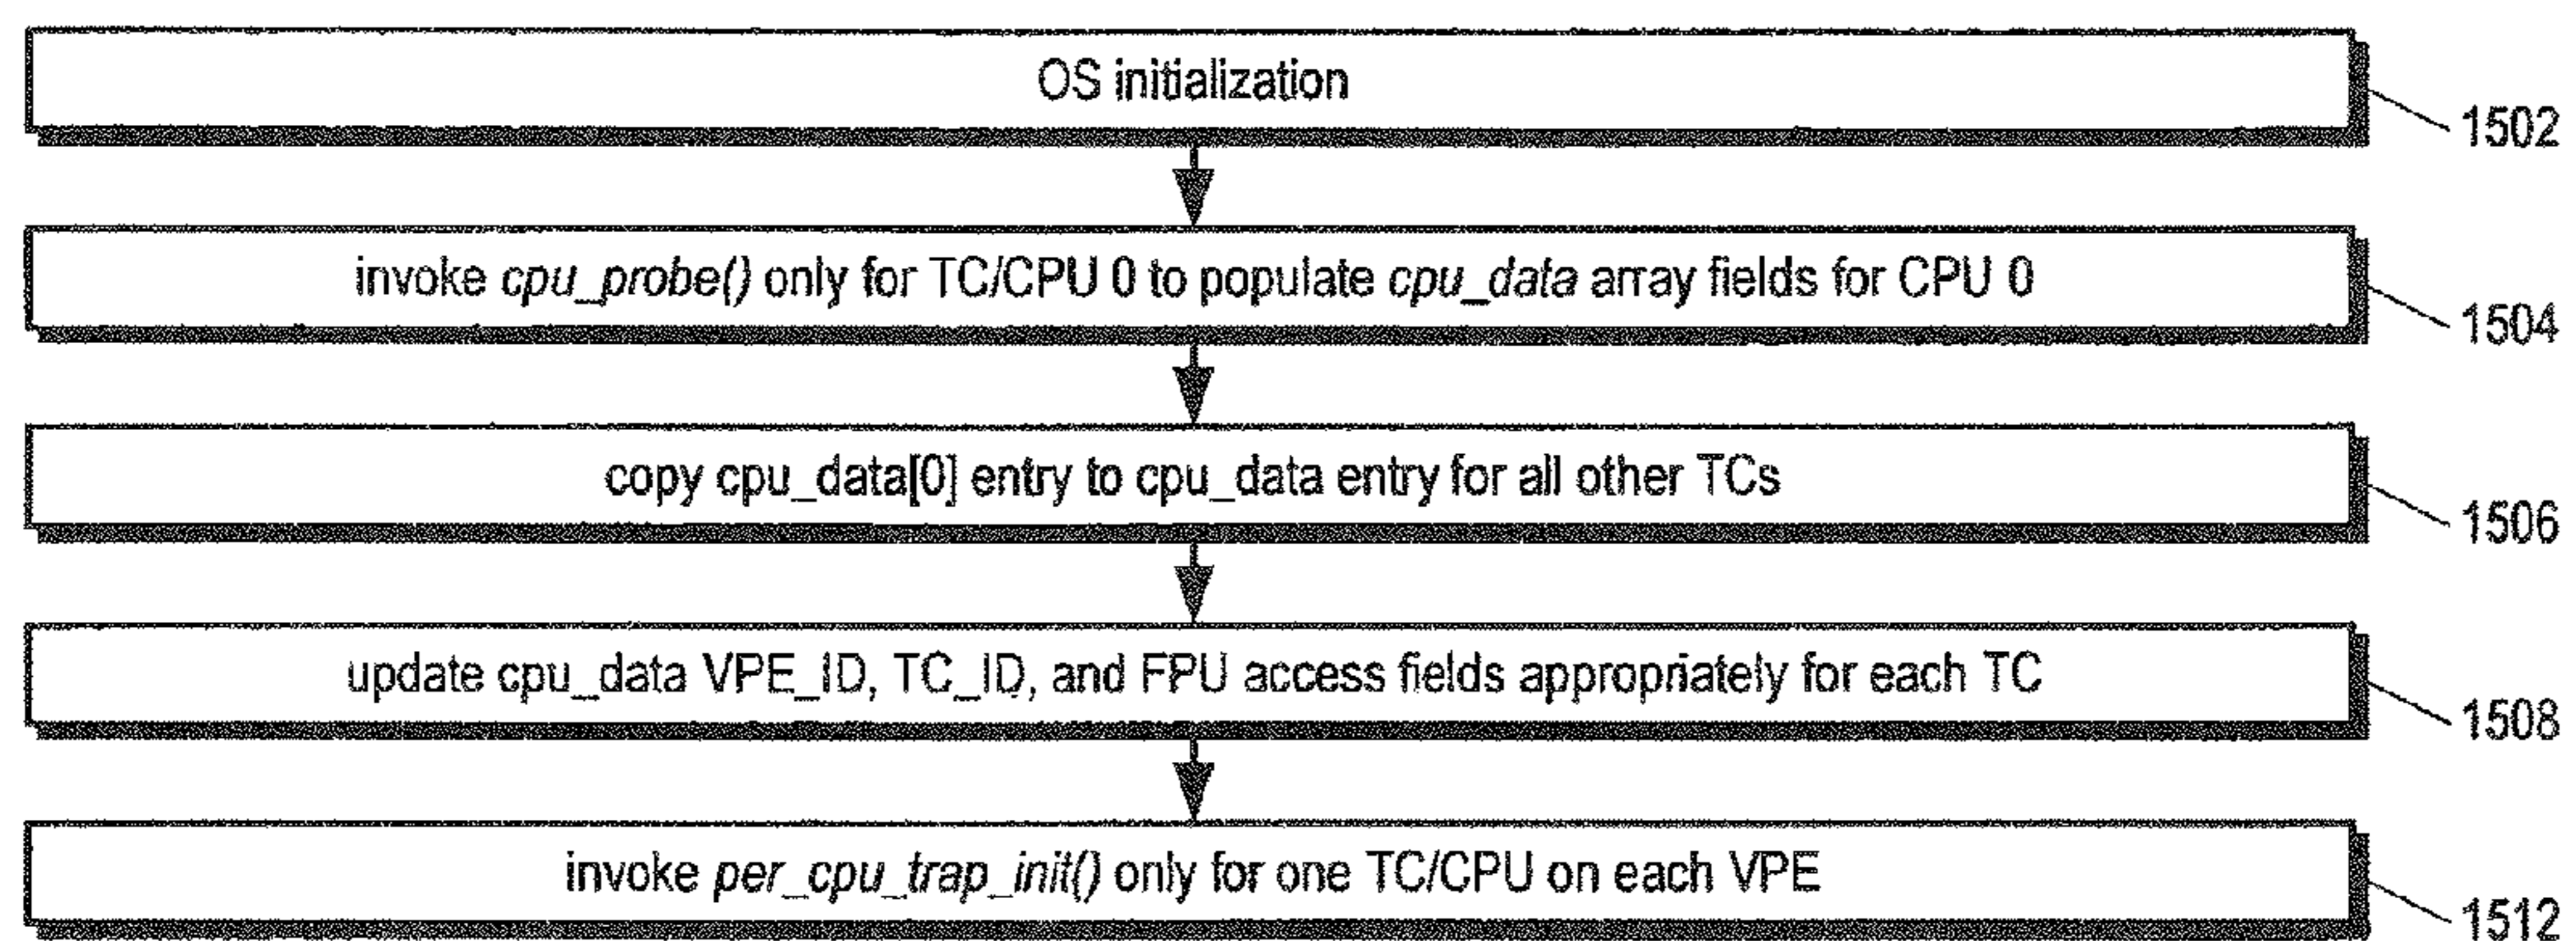 OS initialization
1502
invoke cpu_probe() only for TC/CPU 0 to populate cpu_data array fields for CPU 0
1504
copy cpu_data[0] entry to cpu_data entry for all other TCs
1506
update cpu_data VPE_ID, TC_ID, and FPU access fields appropriately for each TC
1508
invoke per_cpu_trap_init() only for one TC/CPU on each VPE
1512